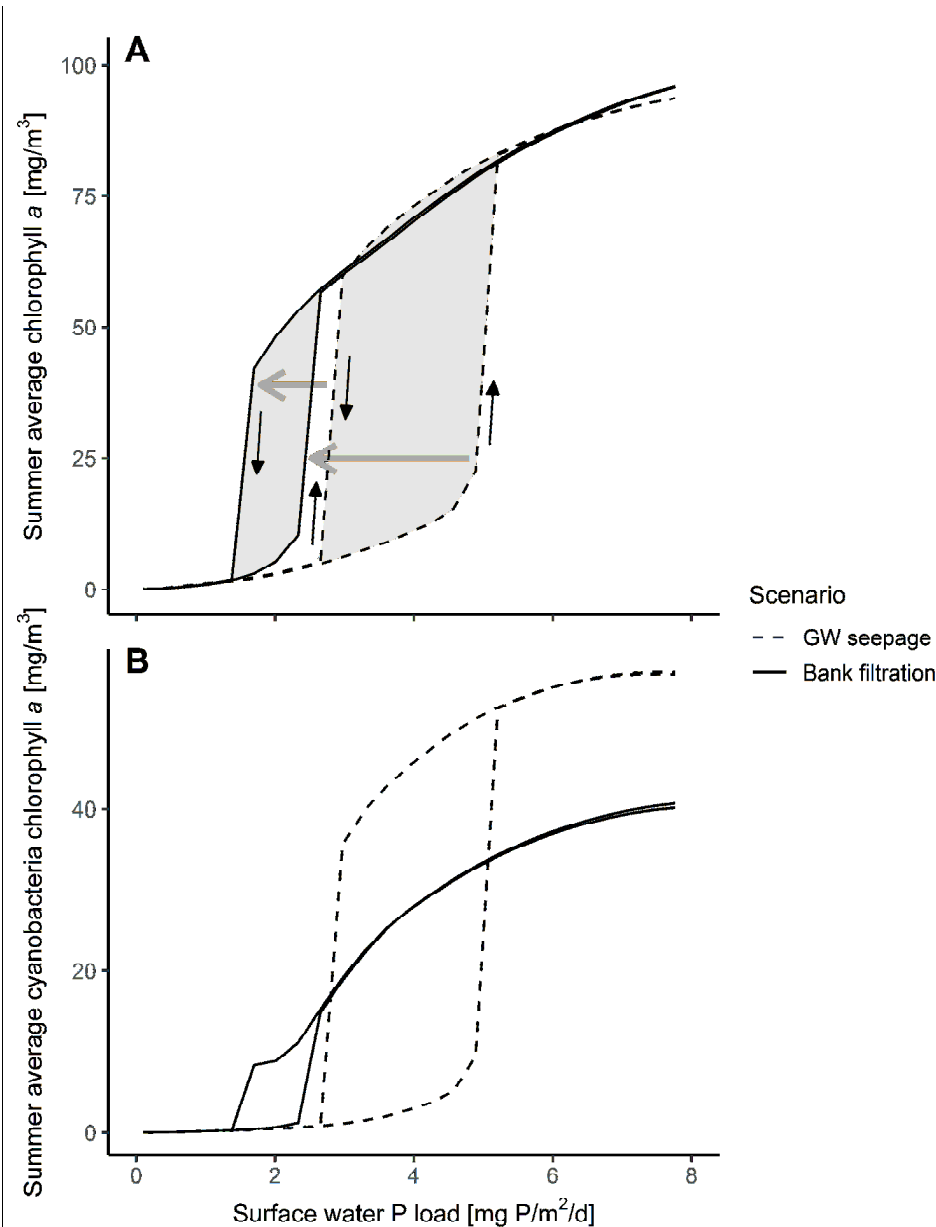 A
Summer average chlorophyll a [mg/m³]
100
75
50
25
0
B
Summer average cyanobacteria chlorophyll a [mg/m³]
40
20
0
0 2 4 6 8
Surface water P load [mg P/m²/d]
Scenario
GW seepage
Bank filtration